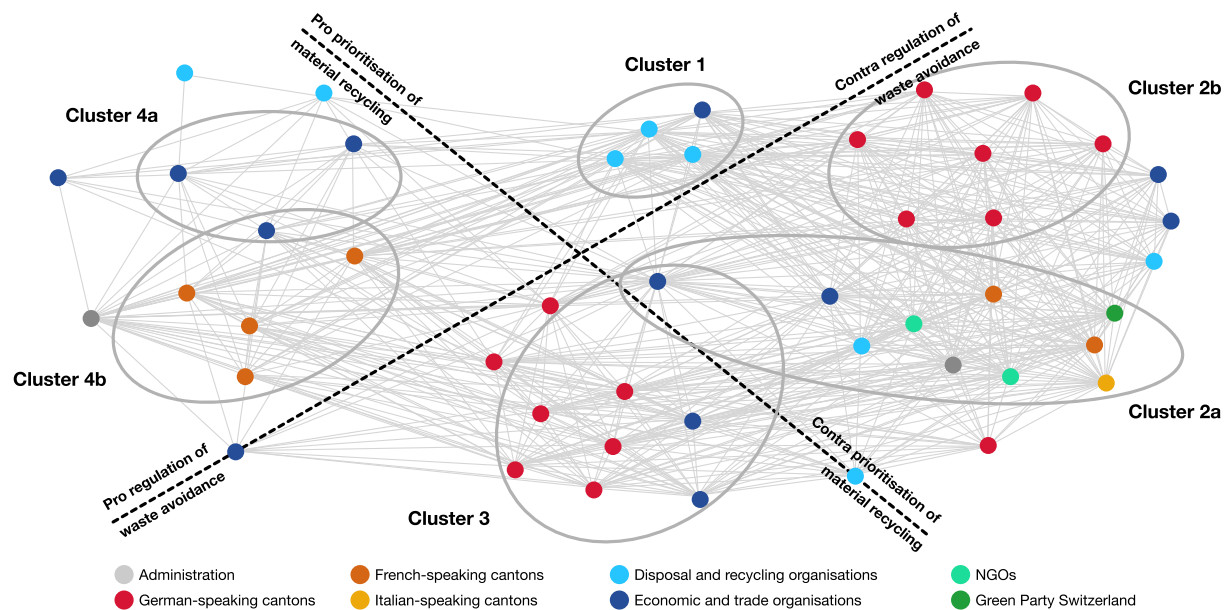 Pro prioritisation of
material recycling
Contra regulation of
waste avoidance
Cluster 1
Cluster 2b
Cluster 4a
Cluster 4b
Cluster 2a
Pro regulation of
waste avoidance
Contra prioritisation of
material recycling
Cluster 3
Administration
French-speaking cantons
Disposal and recycling organisations
NGOs
German-speaking cantons
Italian-speaking cantons
Economic and trade organisations
Green Party Switzerland